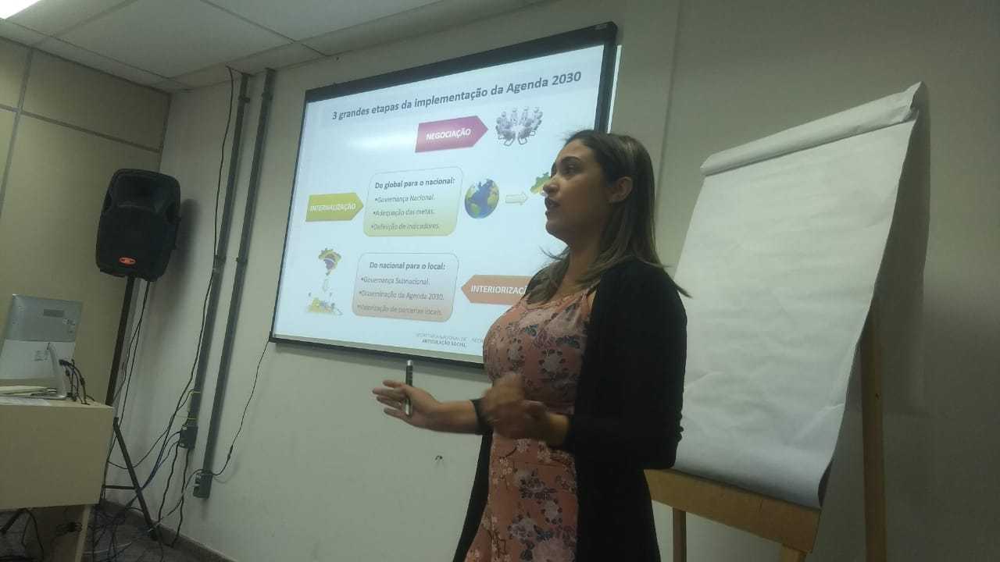 3 grandes etapas da implementação da Agenda 2030
NEGOCIAÇÃO
Do global para o nacional:
•Governança Nacional.
INTERNALIZAÇÃO
•Adequação das metas.
•Definição de indicadores.
Do nacional para o local:
•Governança Subnacional.
INTERIORIZAÇ
•Disseminação da Agenda 2030.
•Valorização de parcerias locais.
SECRETARIA NACIONAL DE
ARTICULAÇÃO SOCIAL